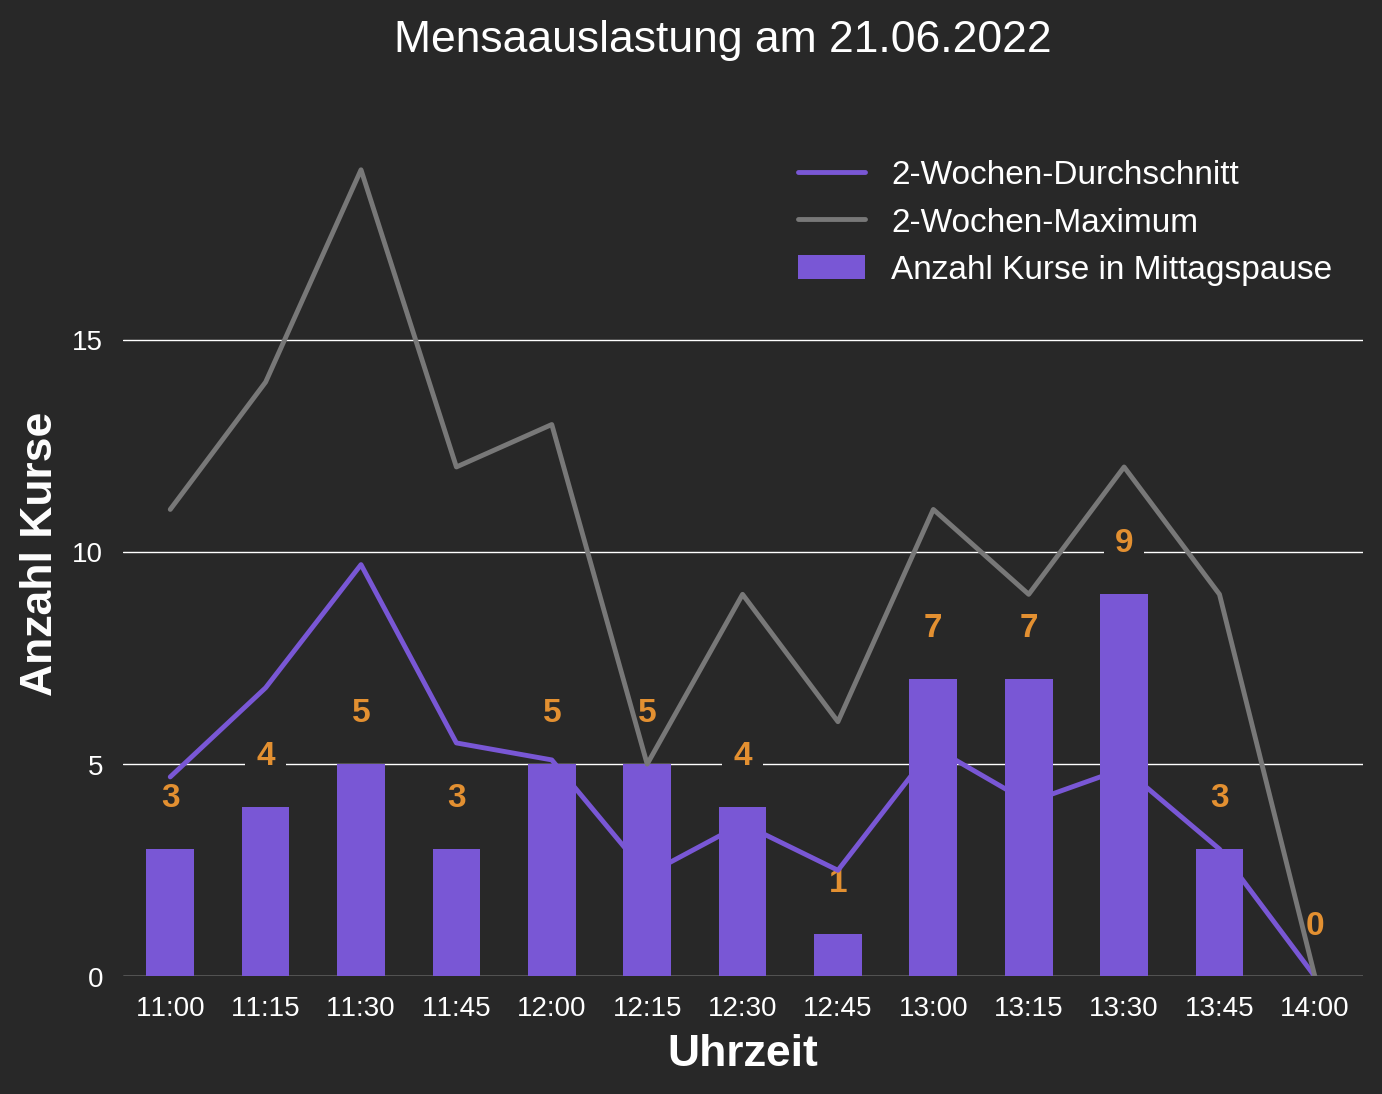 Mensaauslastung am 21.06.2022
2-Wochen-Durchschnitt
2-Wochen-Maximum
Anzahl Kurse in Mittagspause
Anzahl Kurse
15
10
5
0
3
4
5
3
5
5
4
1
7
7
9
3
0
11:00 11:15 11:30 11:45 12:00 12:15 12:30 12:45 13:00 13:15 13:30 13:45 14:00
Uhrzeit